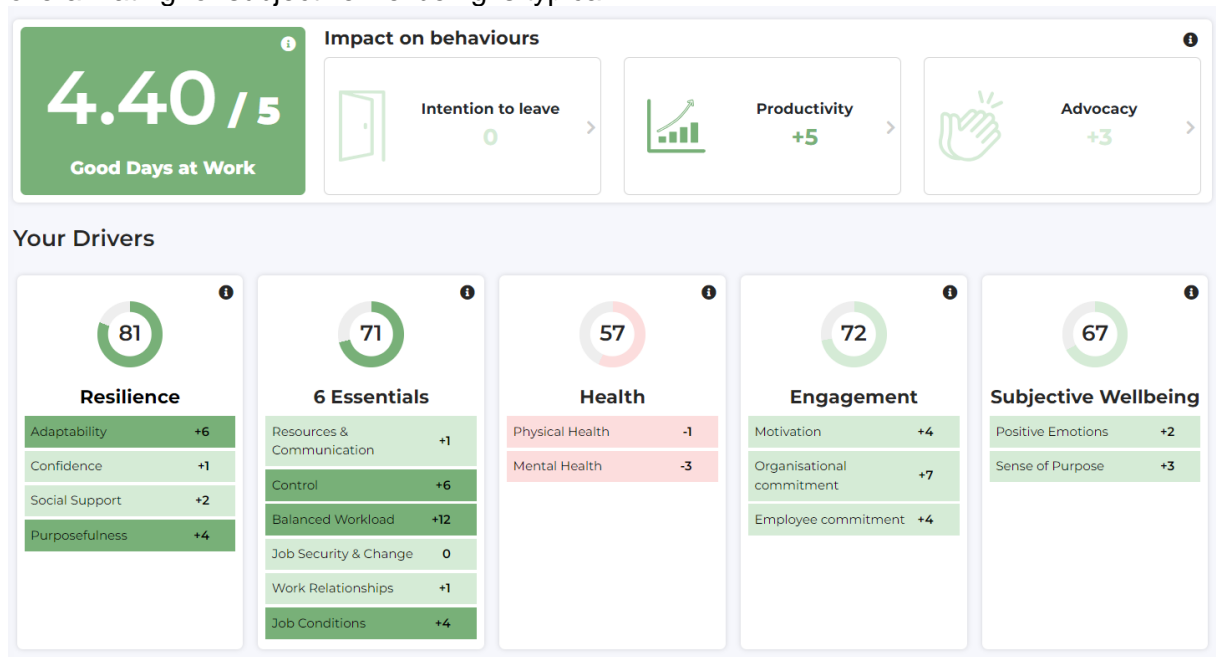 4.40 / 5
Good Days at Work
Impact on behaviours
Intention to leave
0
Productivity
+5
Advocacy
+3
Your Drivers
81
Resilience
Adaptability +6
Confidence +1
Social Support +2
Purposefulness +4
71
6 Essentials
Resources &
Communication +1
Control +6
Balanced Workload +12
Job Security & Change 0
Work Relationships +1
Job Conditions +4
57
Health
Physical Health -1
Mental Health -3
72
Engagement
Motivation +4
Organisational
commitment +7
Employee commitment +4
67
Subjective Wellbeing
Positive Emotions +2
Sense of Purpose +3